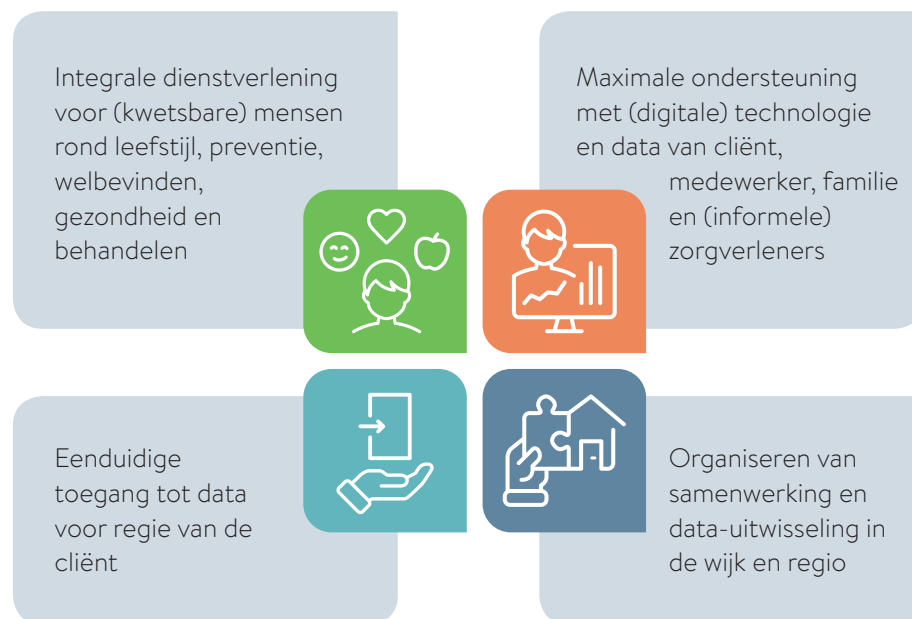 Integrale dienstverlening
voor (kwetsbare) mensen
rond leefstijl, preventie,
welbevinden,
gezondheid en
behandelen
Maximale ondersteuning
met (digitale) technologie
en data van cliënt,
medewerker, familie
en (informele)
zorgverleners
Eenduidige
toegang tot data
voor regie van de
cliënt
Organiseren van
samenwerking en
data-uitwisseling in
de wijk en regio